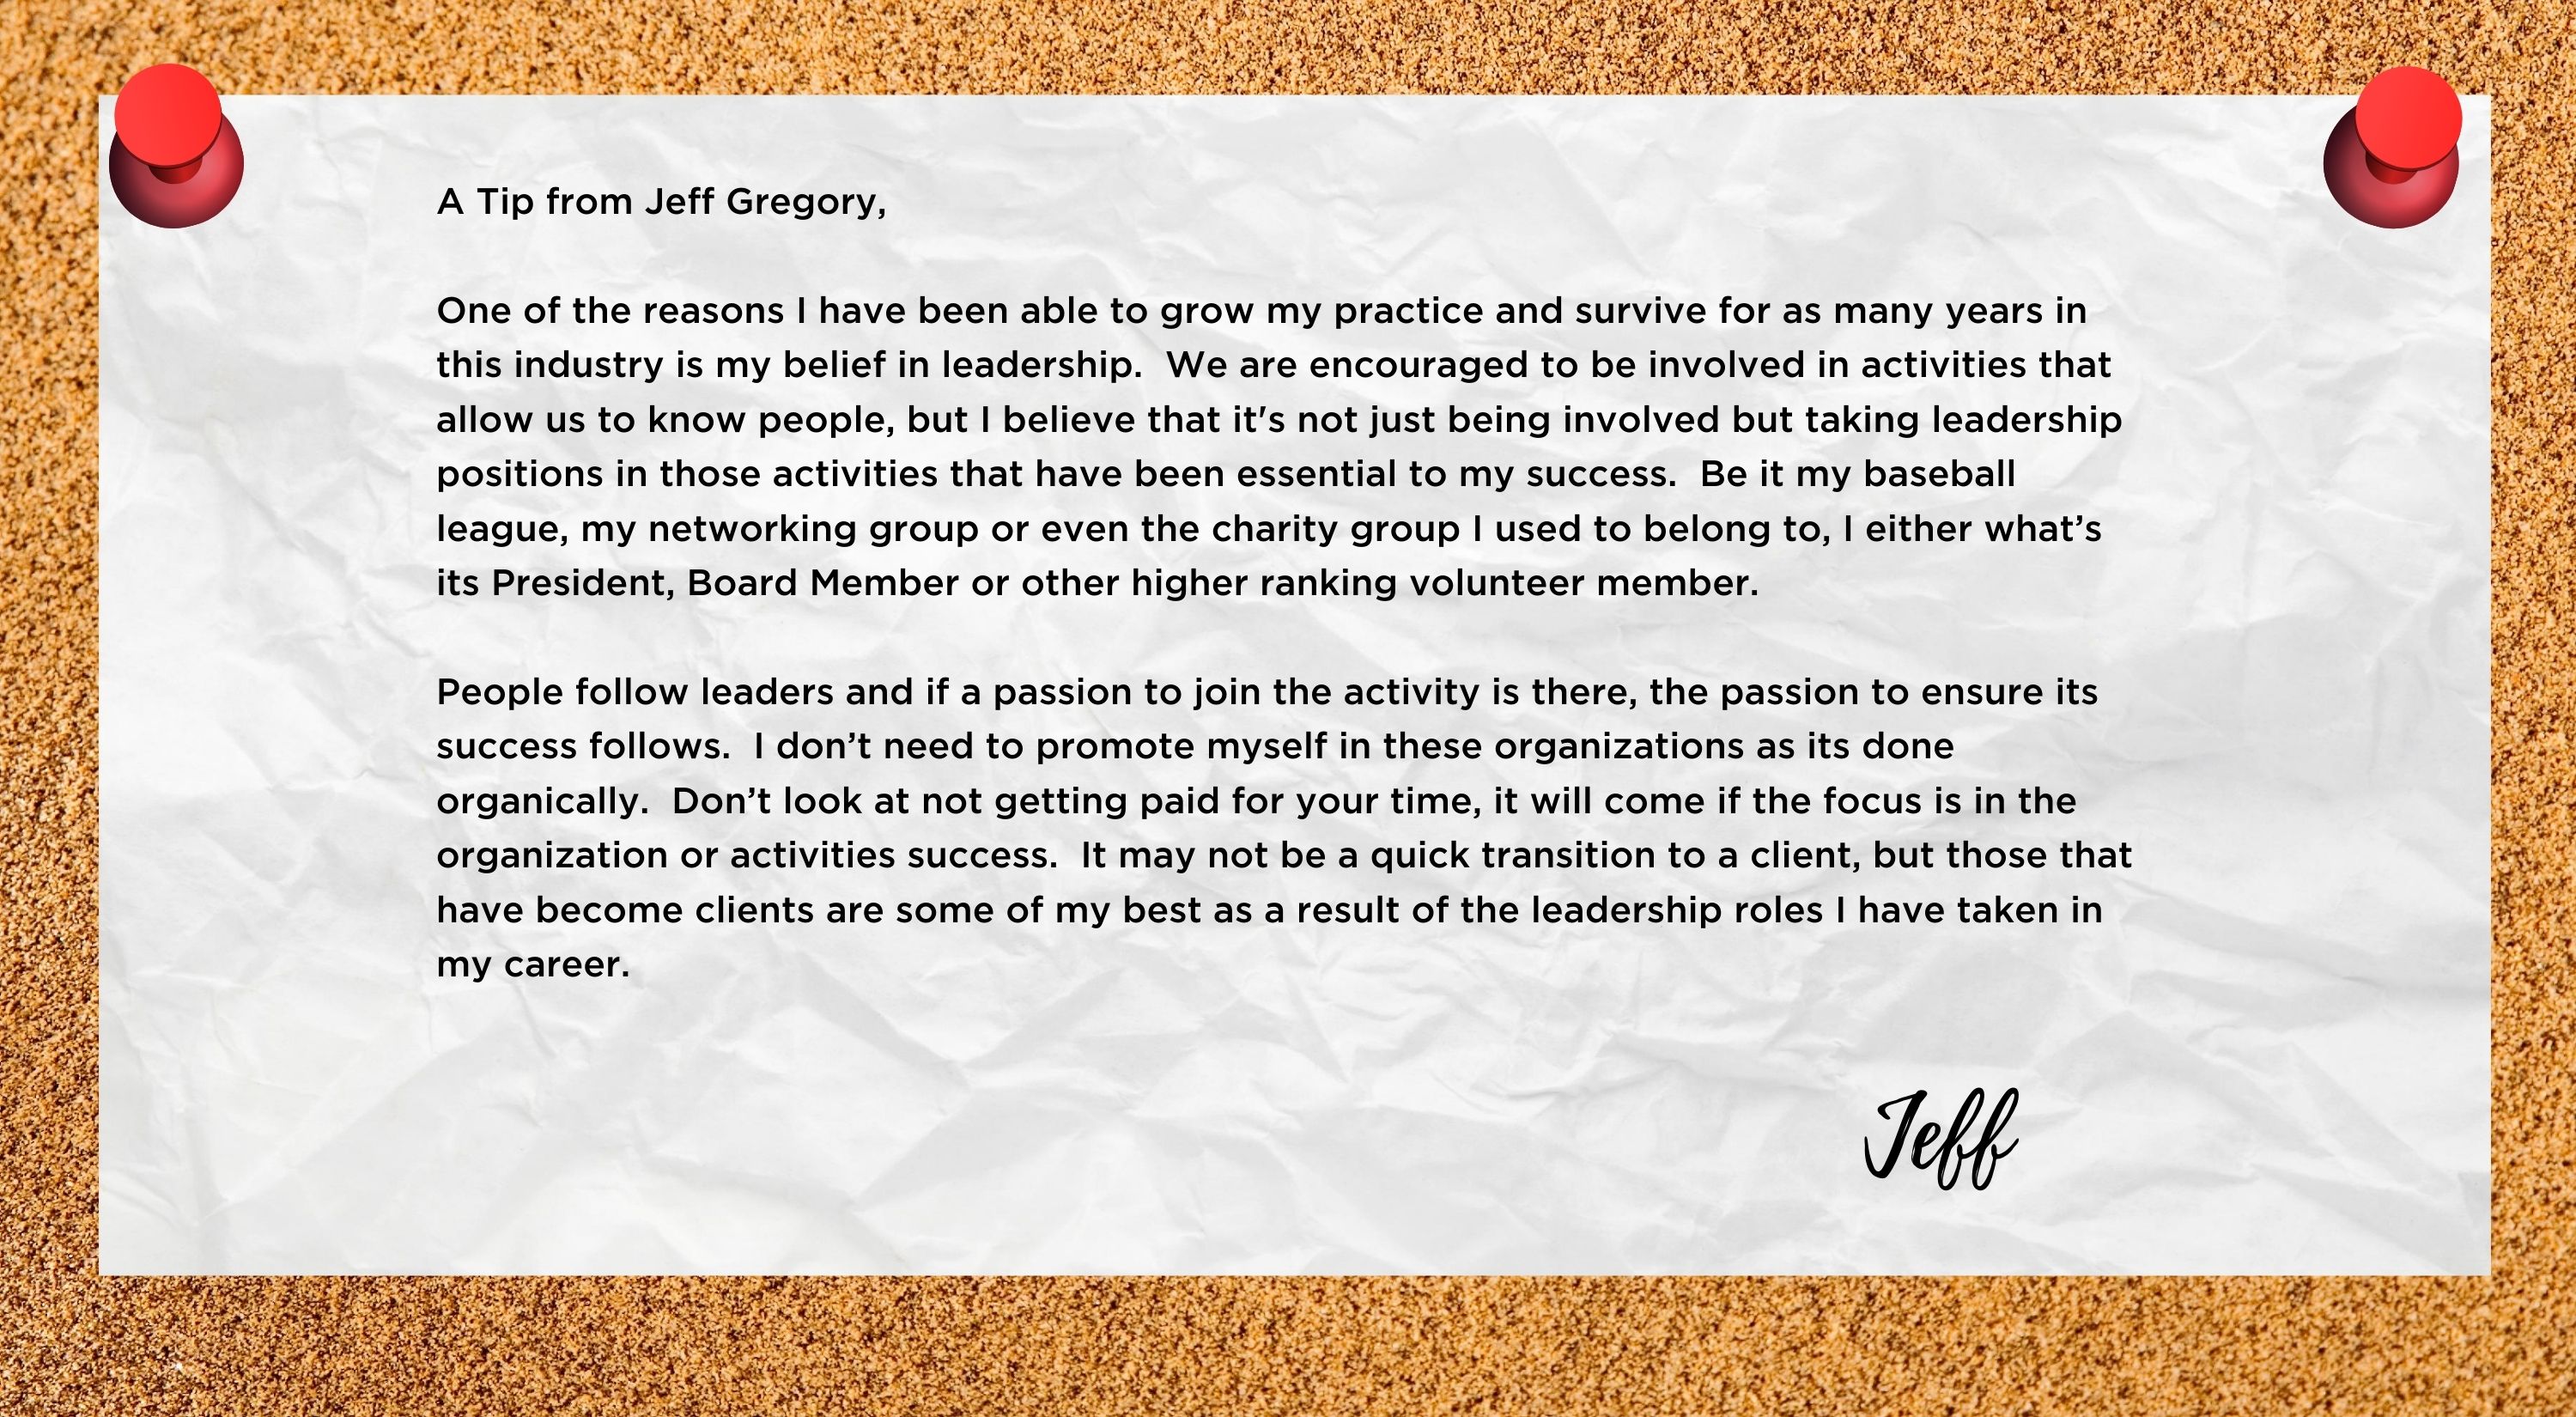 A Tip from Jeff Gregory,
One of the reasons I have been able to grow my practice and survive for as many years in
this industry is my belief in leadership.  We are encouraged to be involved in activities that
allow us to know people, but I believe that it's not just being involved but taking leadership
positions in those activities that have been essential to my success.  Be it my baseball
league, my networking group or even the charity group I used to belong to, I either what’s
its President, Board Member or other higher ranking volunteer member.
People follow leaders and if a passion to join the activity is there, the passion to ensure its
success follows.  I don’t need to promote myself in these organizations as its done
organically.  Don’t look at not getting paid for your time, it will come if the focus is in the
organization or activities success.  It may not be a quick transition to a client, but those that
have become clients are some of my best as a result of the leadership roles I have taken in
my career.
Jeff